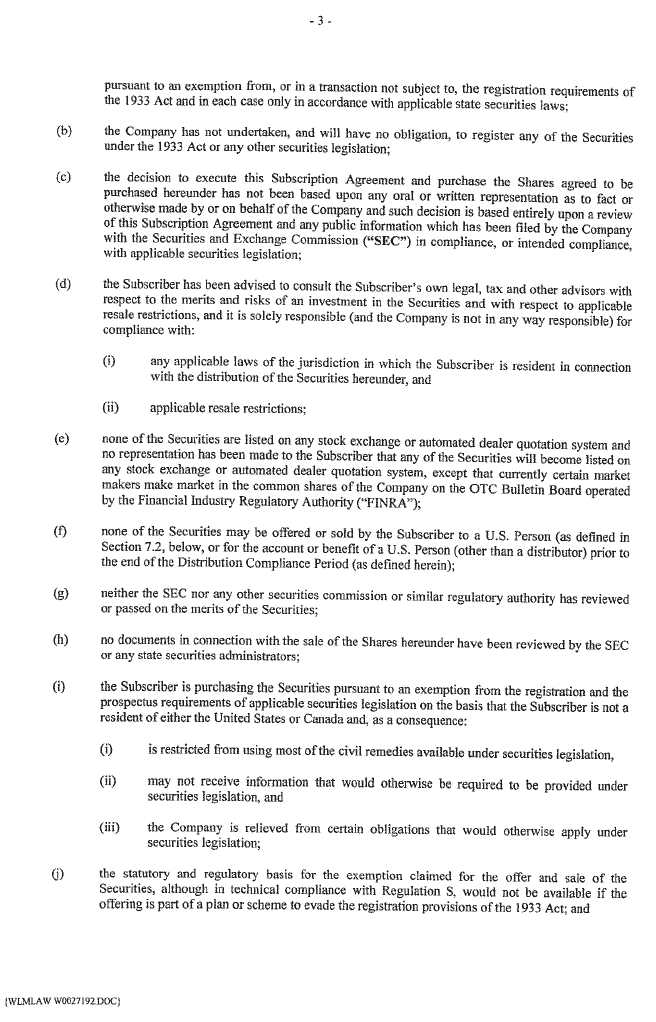 - 3 -
pursuant to an exemption from, or in a transaction not subject to, the registration requirements of
the 1933 Act and in each case only in accordance with applicable state securities laws;
(b) the Company has not undertaken, and will have no obligation, to register any of the Securities
under the 1933 Act or any other securities legislation;
(c) the decision to execute this Subscription Agreement and purchase the Shares agreed to be
purchased hereunder has not been based upon any oral or written representation as to fact or
otherwise made by or on behalf of the Company and such decision is based entirely upon a review
of this Subscription Agreement and any public information which has been filed by the Company
with the Securities and Exchange Commission (“SEC”) in compliance, or intended compliance,
with applicable securities legislation;
(d) the Subscriber has been advised to consult the Subscriber's own legal, tax and other advisors with
respect to the merits and risks of an investment in the Securities and with respect to applicable
resale restrictions, and it is solely responsible (and the Company is not in any way responsible) for
compliance with:
(i) any applicable laws of the jurisdiction in which the Subscriber is resident in connection
with the distribution of the Securities hereunder, and
(ii) applicable resale restrictions;
(e) none of the Securities are listed on any stock exchange or automated dealer quotation system and
no representation has been made to the Subscriber that any of the Securities will become listed on
any stock exchange or automated dealer quotation system, except that currently certain market
makers make market in the common shares of the Company on the OTC Bulletin Board operated
by the Financial Industry Regulatory Authority (“FINRA”);
(f) none of the Securities may be offered or sold by the Subscriber to a U.S. Person (as defined in
Section 7.2, below, or for the account or benefit of a U.S. Person (other than a distributor) prior to
the end of the Distribution Compliance Period (as defined herein);
(g) neither the SEC nor any other securities commission or similar regulatory authority has reviewed
or passed on the merits of the Securities;
(h) no documents in connection with the sale of the Shares hereunder have been reviewed by the SEC
or any state securities administrators;
(i) the Subscriber is purchasing the Securities pursuant to an exemption from the registration and the
prospectus requirements of applicable securities legislation on the basis that the Subscriber is not a
resident of either the United States or Canada and, as a consequence:
(i) is restricted from using most of the civil remedies available under securities legislation,
(ii) may not receive information that would otherwise be required to be provided under
securities legislation, and
(iii) the Company is relieved from certain obligations that would otherwise apply under
securities legislation;
(j) the statutory and regulatory basis for the exemption claimed for the offer and sale of the
Securities, although in technical compliance with Regulation S, would not be available if the
offering is part of a plan or scheme to evade the registration provisions of the 1933 Act; and
{WLMLAW W0027192.DOC}